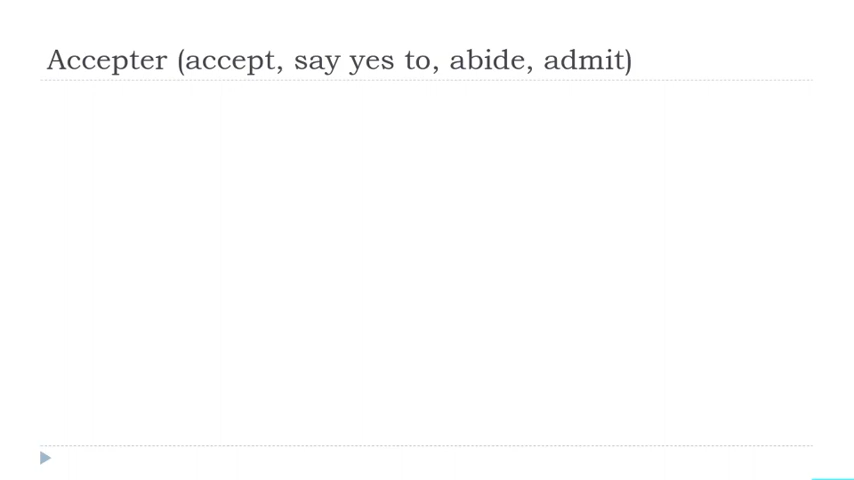 Accepter (accept, say yes to, abide, admit)